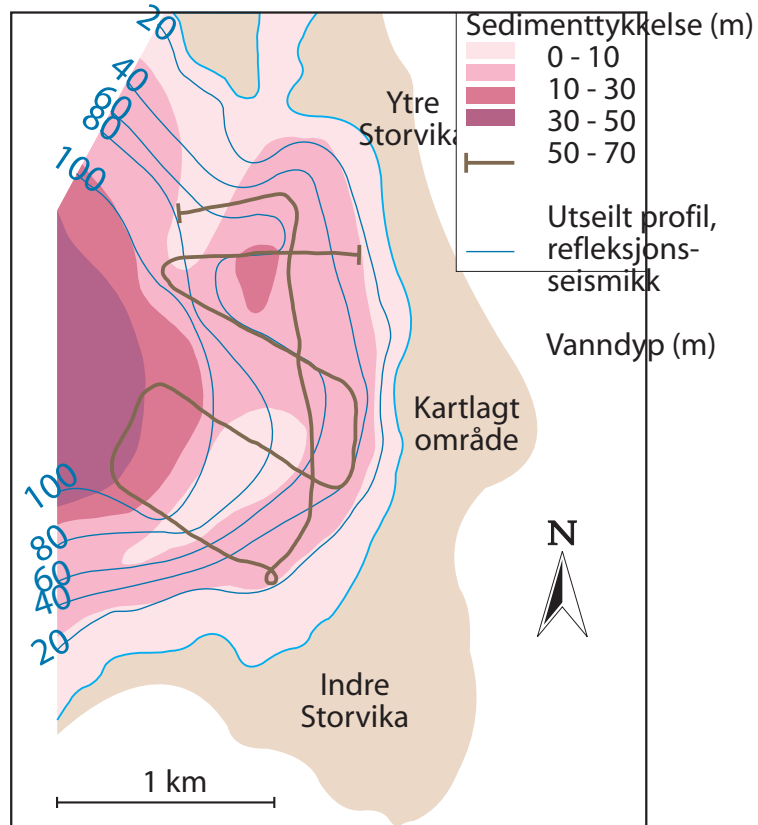 20
40
60
80
100
Sedimenttykkelse (m)
0 - 10
10 - 30
30 - 50
50 - 70
Utseilt profil,
refleksjons-
seismikk
Vanndyp (m)
Ytre
Storvika
Kartlagt
område
100
80
60
40
20
N
Indre
Storvika
1 km